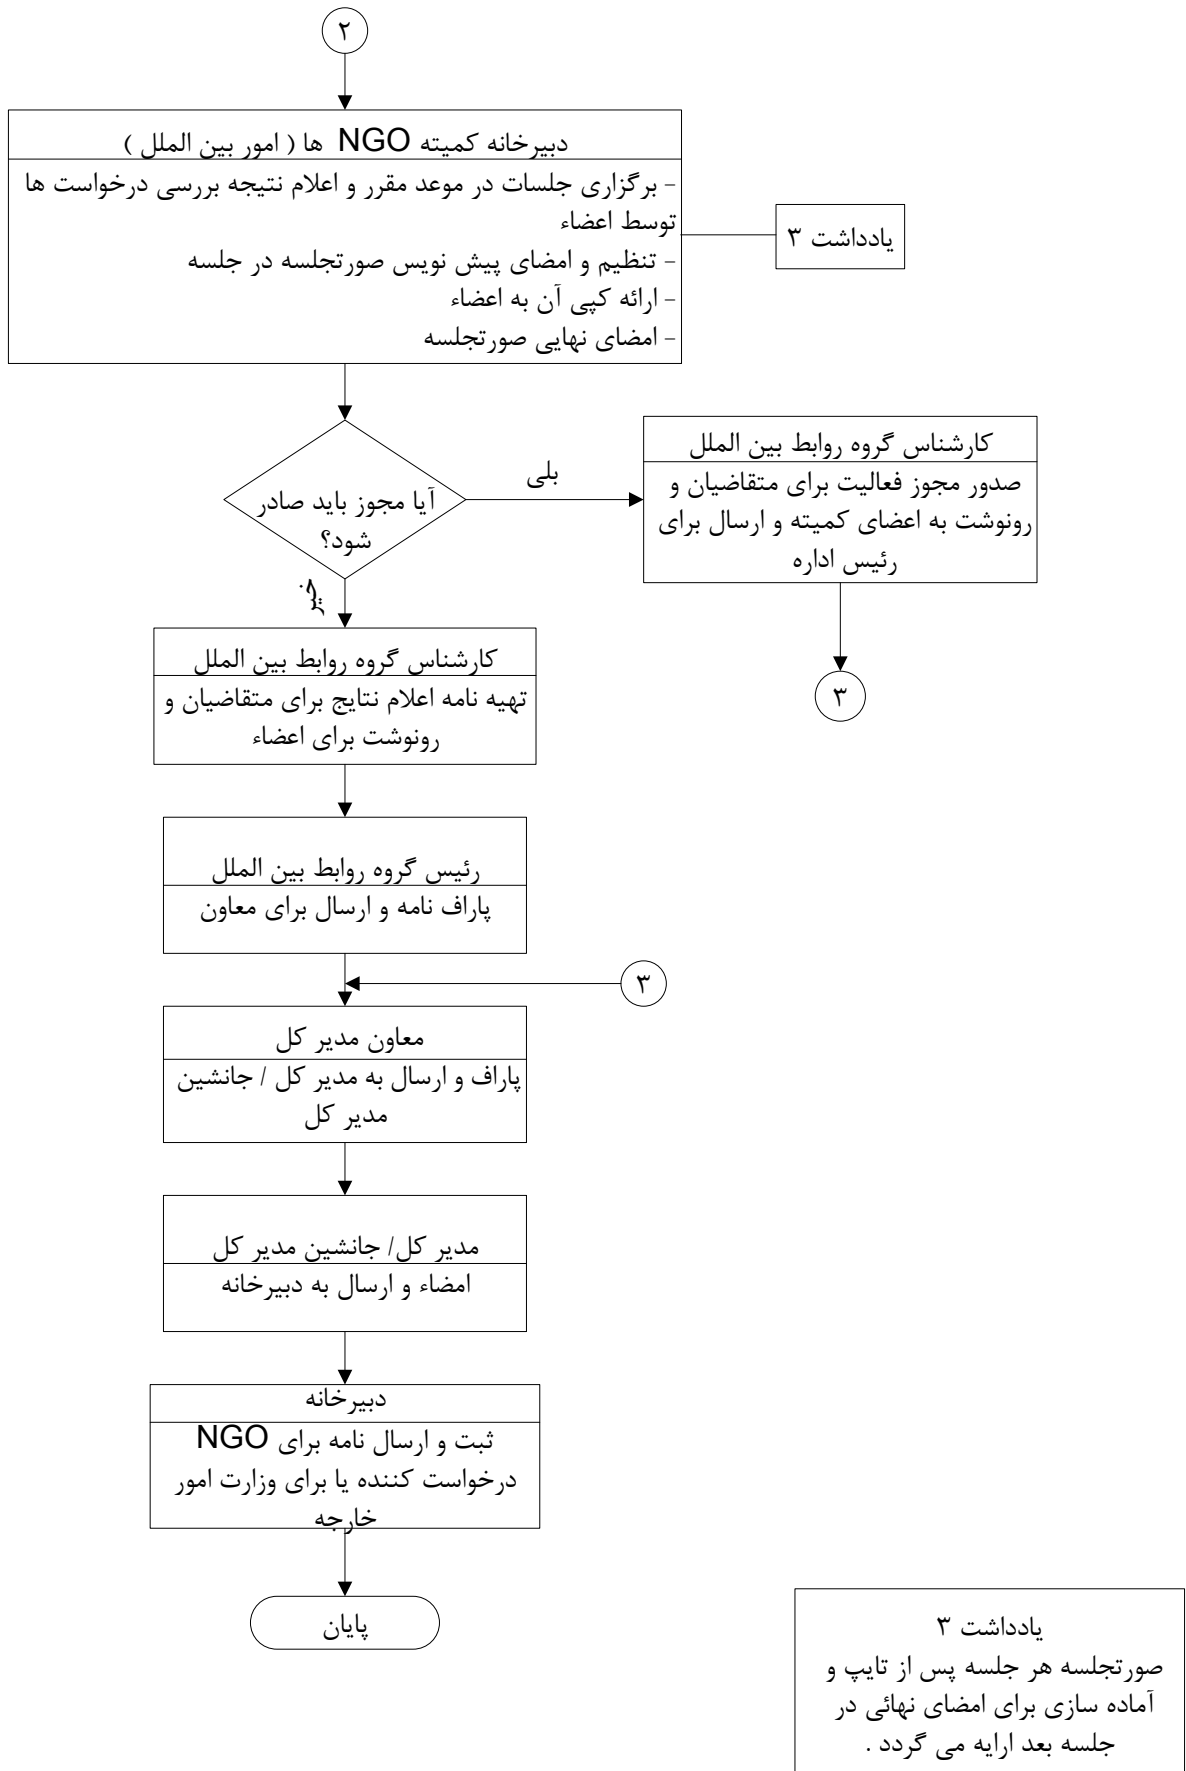 ۲
دبیرخانه کمیته NGO ها ( امور بین الملل )
- برگزاری جلسات در موعد مقرر و اعلام نتیجه بررسی درخواست ها
توسط اعضاء
- تنظیم و امضای پیش نویس صورتجلسه در جلسه
- ارائه کپی آن به اعضاء
- امضای نهایی صورتجلسه
یادداشت ۳
آیا مجوز باید صادر
شود؟
بلی
کارشناس گروه روابط بین الملل
صدور مجوز فعالیت برای متقاضیان و
رونوشت به اعضای کمیته و ارسال برای
رئیس اداره
۳
خیر
کارشناس گروه روابط بین الملل
تهیه نامه اعلام نتایج برای متقاضیان و
رونوشت برای اعضاء
رئیس گروه روابط بین الملل
پاراف نامه و ارسال برای معاون
۳
معاون مدیر کل
پاراف و ارسال به مدیر کل / جانشین
مدیر کل
مدیر کل/ جانشین مدیر کل
امضاء و ارسال به دبیرخانه
دبیرخانه
ثبت و ارسال نامه برای NGO
درخواست کننده یا برای وزارت امور
خارجه
پایان
یادداشت ۳
صورتجلسه هر جلسه پس از تایپ و
آماده سازی برای امضای نهائی در
جلسه بعد ارایه می گردد .